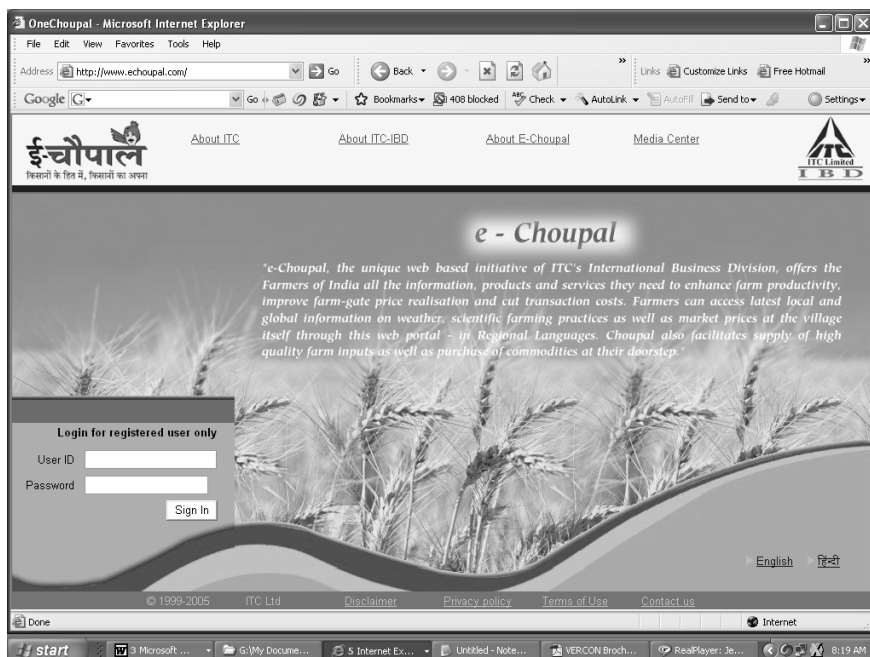 OneChoupal - Microsoft Internet Explorer
File Edit View Favorites Tools Help
Address http://www.echoupal.com/ Go Back » Links Customize Links Free Hotmail »
Google G Go Bookmarks 408 blocked ABC Check AutoLink AutoFill Send to Settings
ई-चौपाल
किसानों के हित में, किसानों का अपना
About ITC About ITC-IBD About E-Choupal Media Center
ITC Limited
I B D
e - Choupal
"e-Choupal, the unique web based initiative of ITC's International Business Division, offers the
Farmers of India all the information, products and services they need to enhance farm productivity,
improve farm-gate price realisation and cut transaction costs. Farmers can access latest local and
global information on weather, scientific farming practices as well as market prices at the village
itself through this web portal - in Regional Languages. Choupal also facilitates supply of high
quality farm inputs as well as purchase of commodities at their doorstep."
Login for registered user only
User ID
Password
Sign In
English हिन्दी
© 1999-2005 ITC Ltd Disclaimer Privacy policy Terms of Use Contact us
Done Internet
start 3 Microsoft ... G:\My Docume... 5 Internet Ex... Untitled - Note... VERCON Broch... RealPlayer: Je... 8:19 AM